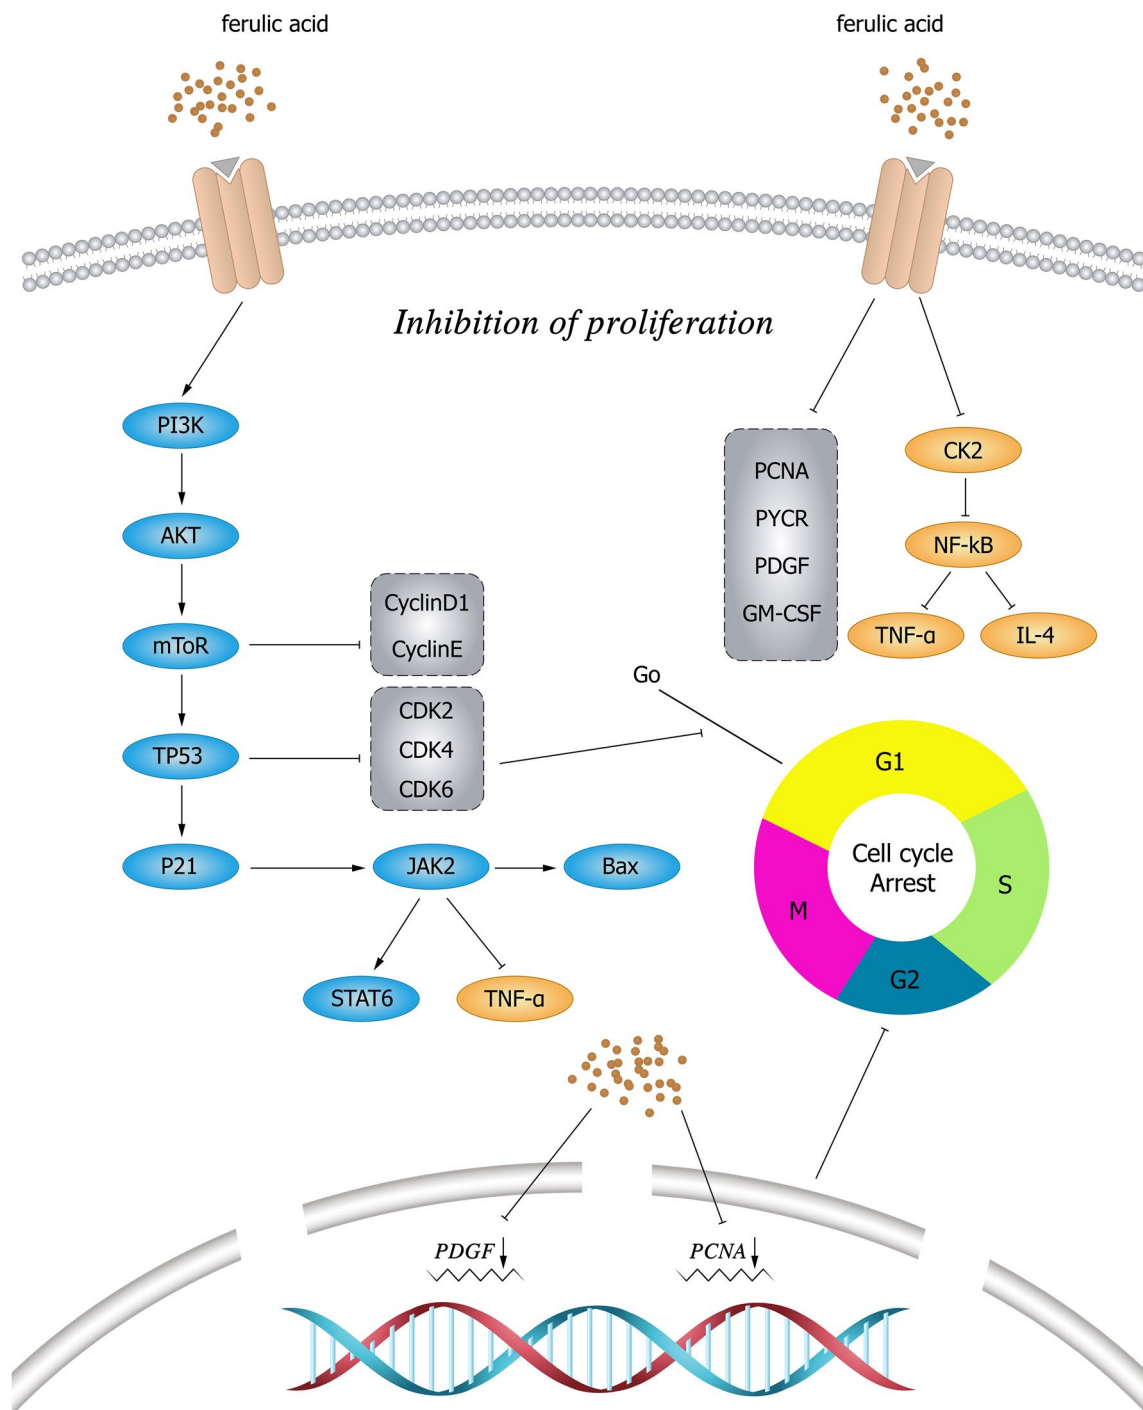 ferulic acid
ferulic acid
Inhibition of proliferation
PI3K
AKT
mToR
TP53
P21
CyclinD1
CyclinE
CDK2
CDK4
CDK6
JAK2
Bax
STAT6
TNF-α
PCNA
PYCR
PDGF
GM-CSF
CK2
NF-kB
TNF-α
IL-4
Go
G1
S
G2
M
Cell cycle
Arrest
PDGF
PCNA